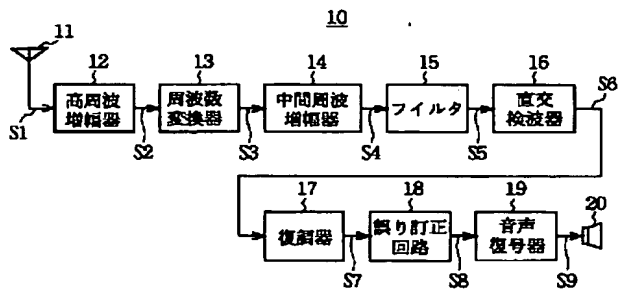 10
11
12
13
14
15
16
高周波
増幅器
周波数
変換器
中間周波
増幅器
フイルタ
直交
検波器
S1
S2
S3
S4
S5
S6
17
18
19
20
復調器
誤り訂正
回路
音声
復号器
S7
S8
S9